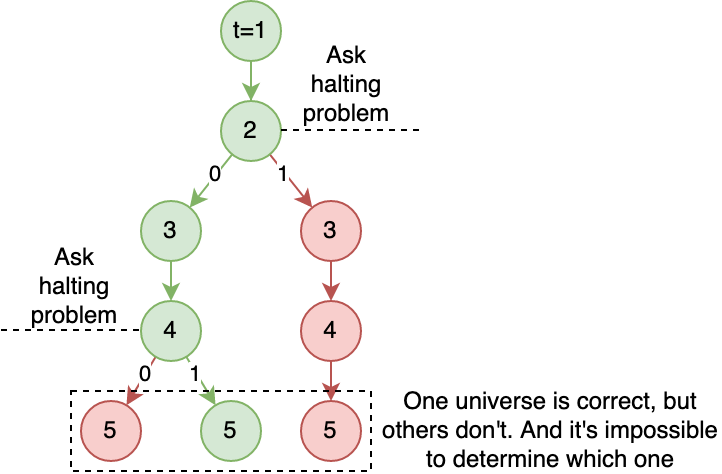 t=1
Ask
halting
problem
2
0
1
3
3
Ask
halting
problem
4
4
0
1
5
5
5
One universe is correct, but
others don't. And it's impossible
to determine which one